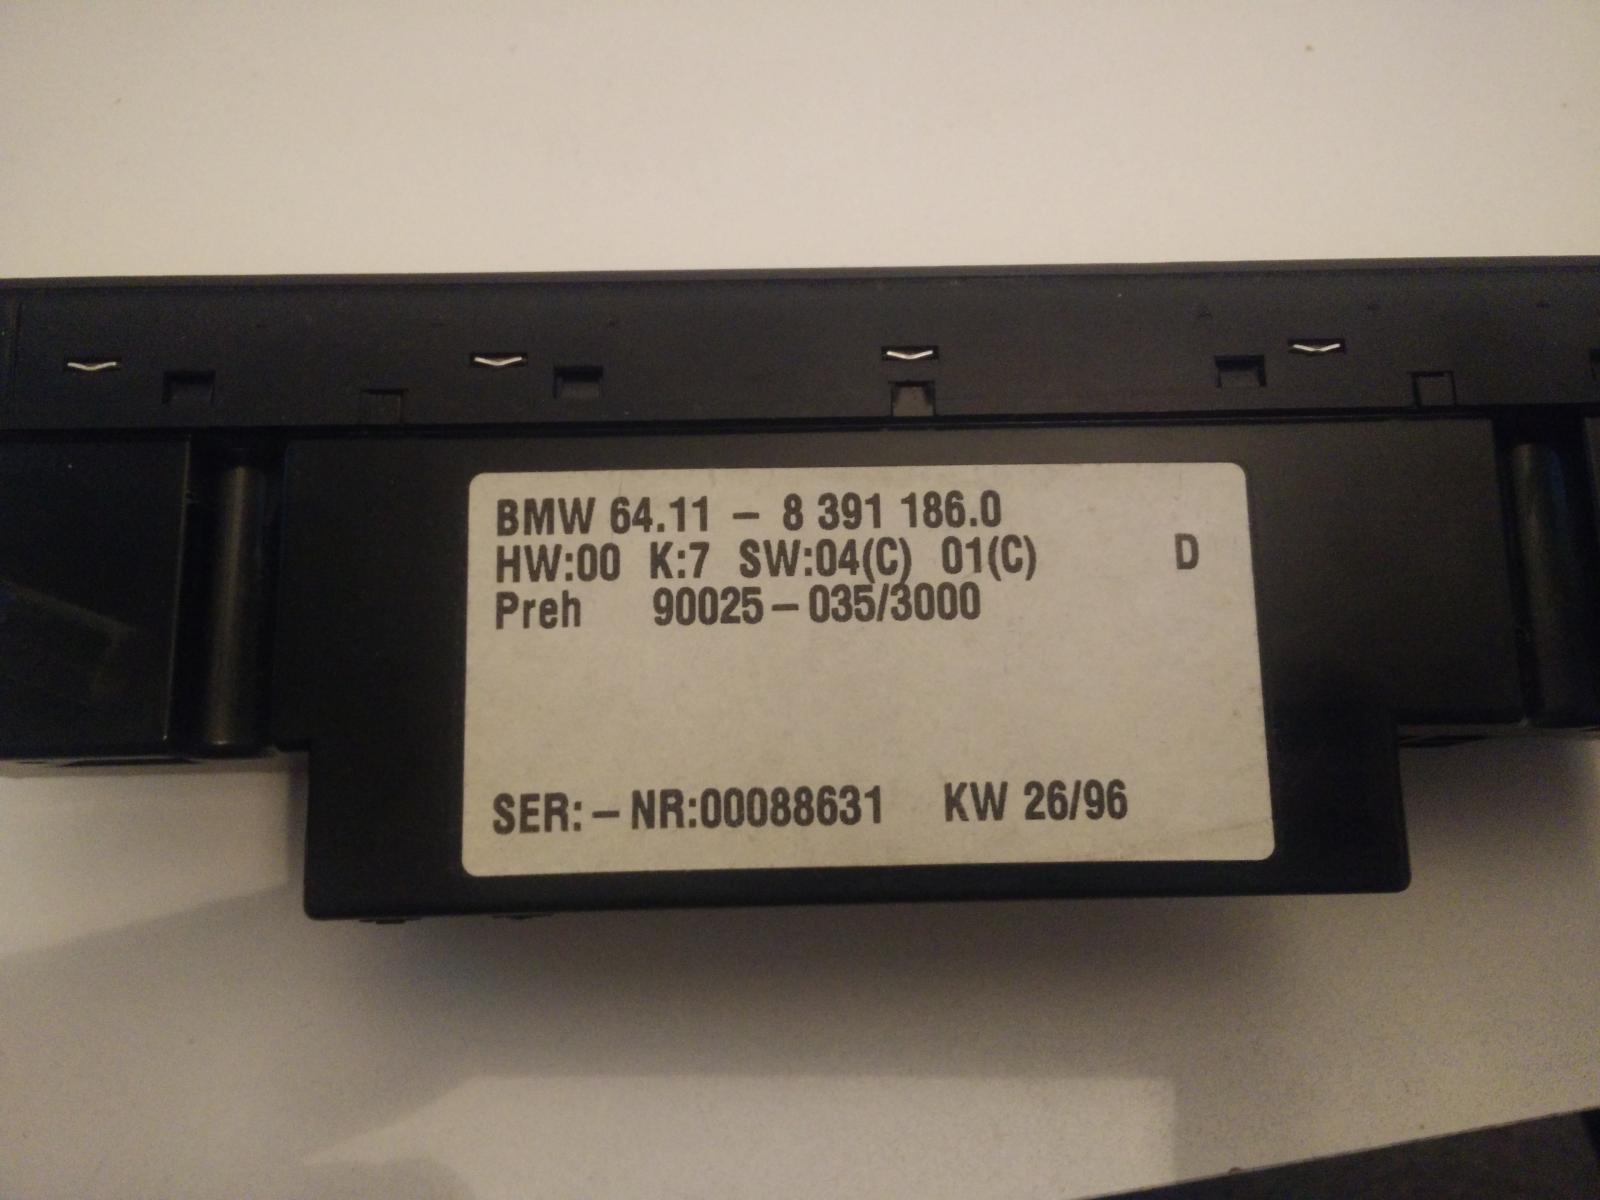 BMW 64.11 – 8 391 186.0
HW:00 K:7 SW:04(C) 01(C) D
Preh 90025–035/3000
SER:–NR:00088631 KW 26/96